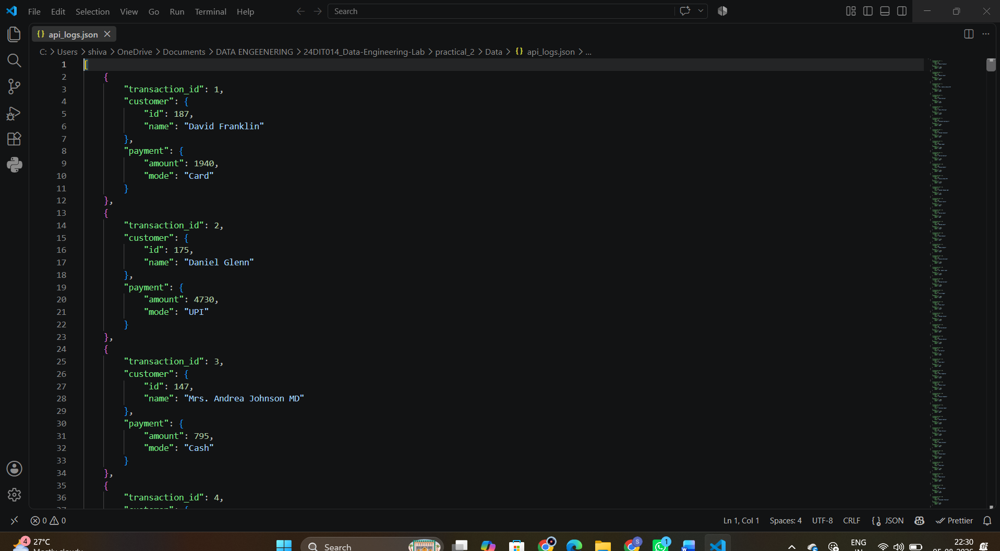 File Edit Selection View Go Run Terminal Help
Search
{} api_logs.json
C: > Users > shiva > OneDrive > Documents > DATA ENGEENERING > 24DIT014_Data-Engineering-Lab > practical_2 > Data > {} api_logs.json > ...
1 [
2 {
3 "transaction_id": 1,
4 "customer": {
5 "id": 187,
6 "name": "David Franklin"
7 },
8 "payment": {
9 "amount": 1940,
10 "mode": "Card"
11 }
12 },
13 {
14 "transaction_id": 2,
15 "customer": {
16 "id": 175,
17 "name": "Daniel Glenn"
18 },
19 "payment": {
20 "amount": 4730,
21 "mode": "UPI"
22 }
23 },
24 {
25 "transaction_id": 3,
26 "customer": {
27 "id": 147,
28 "name": "Mrs. Andrea Johnson MD"
29 },
30 "payment": {
31 "amount": 795,
32 "mode": "Cash"
33 }
34 },
35 {
36 "transaction_id": 4,
37 "customer": {
0 0 Ln 1, Col 1 Spaces: 4 UTF-8 CRLF {} JSON Prettier
4 27°C
Mostly cloudy
Search
S
1
ENG
IN
22:30